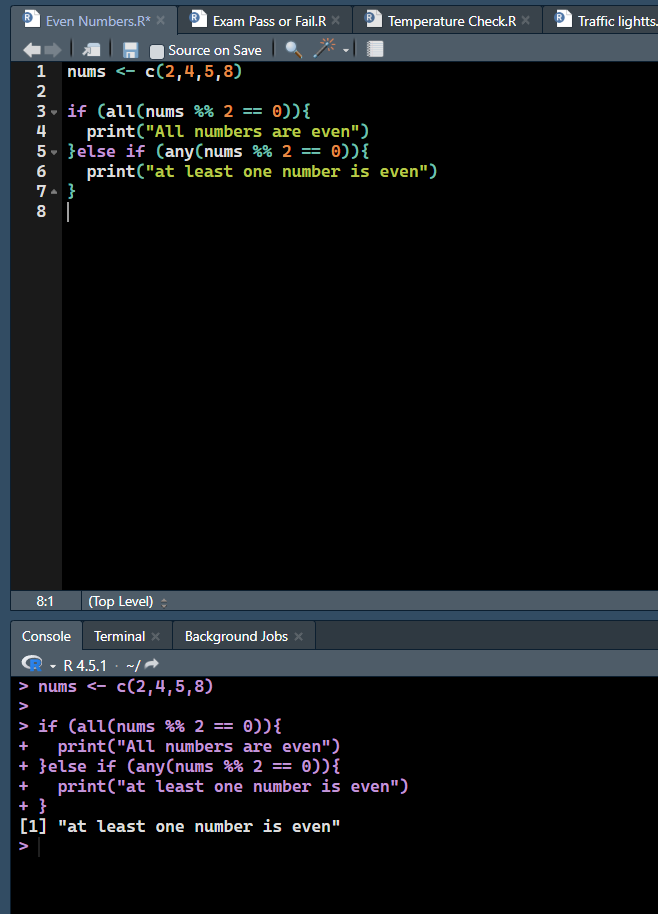 Even Numbers.R* × Exam Pass or Fail.R × Temperature Check.R × Traffic lightts.
Source on Save
1 nums <- c(2,4,5,8)
2
3 if (all(nums %% 2 == 0)){
4   print("All numbers are even")
5 }else if (any(nums %% 2 == 0)){
6   print("at least one number is even")
7 }
8
8:1 (Top Level)
Console Terminal × Background Jobs ×
R 4.5.1 · ~/
> nums <- c(2,4,5,8)
>
> if (all(nums %% 2 == 0)){
+   print("All numbers are even")
+ }else if (any(nums %% 2 == 0)){
+   print("at least one number is even")
+ }
[1] "at least one number is even"
>